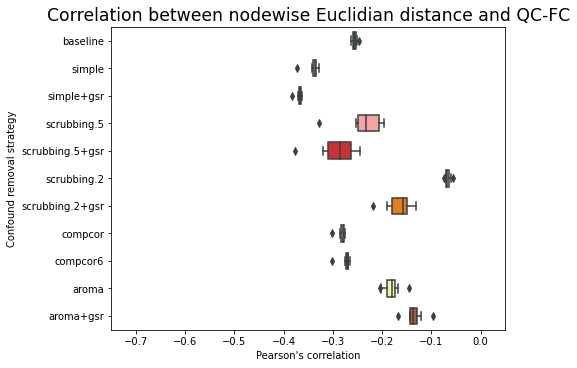 Correlation between nodewise Euclidian distance and QC-FC
Confound removal strategy
baseline
simple
simple+gsr
scrubbing.5
scrubbing.5+gsr
scrubbing.2
scrubbing.2+gsr
compcor
compcor6
aroma
aroma+gsr
−0.7 −0.6 −0.5 −0.4 −0.3 −0.2 −0.1 0.0
Pearson's correlation